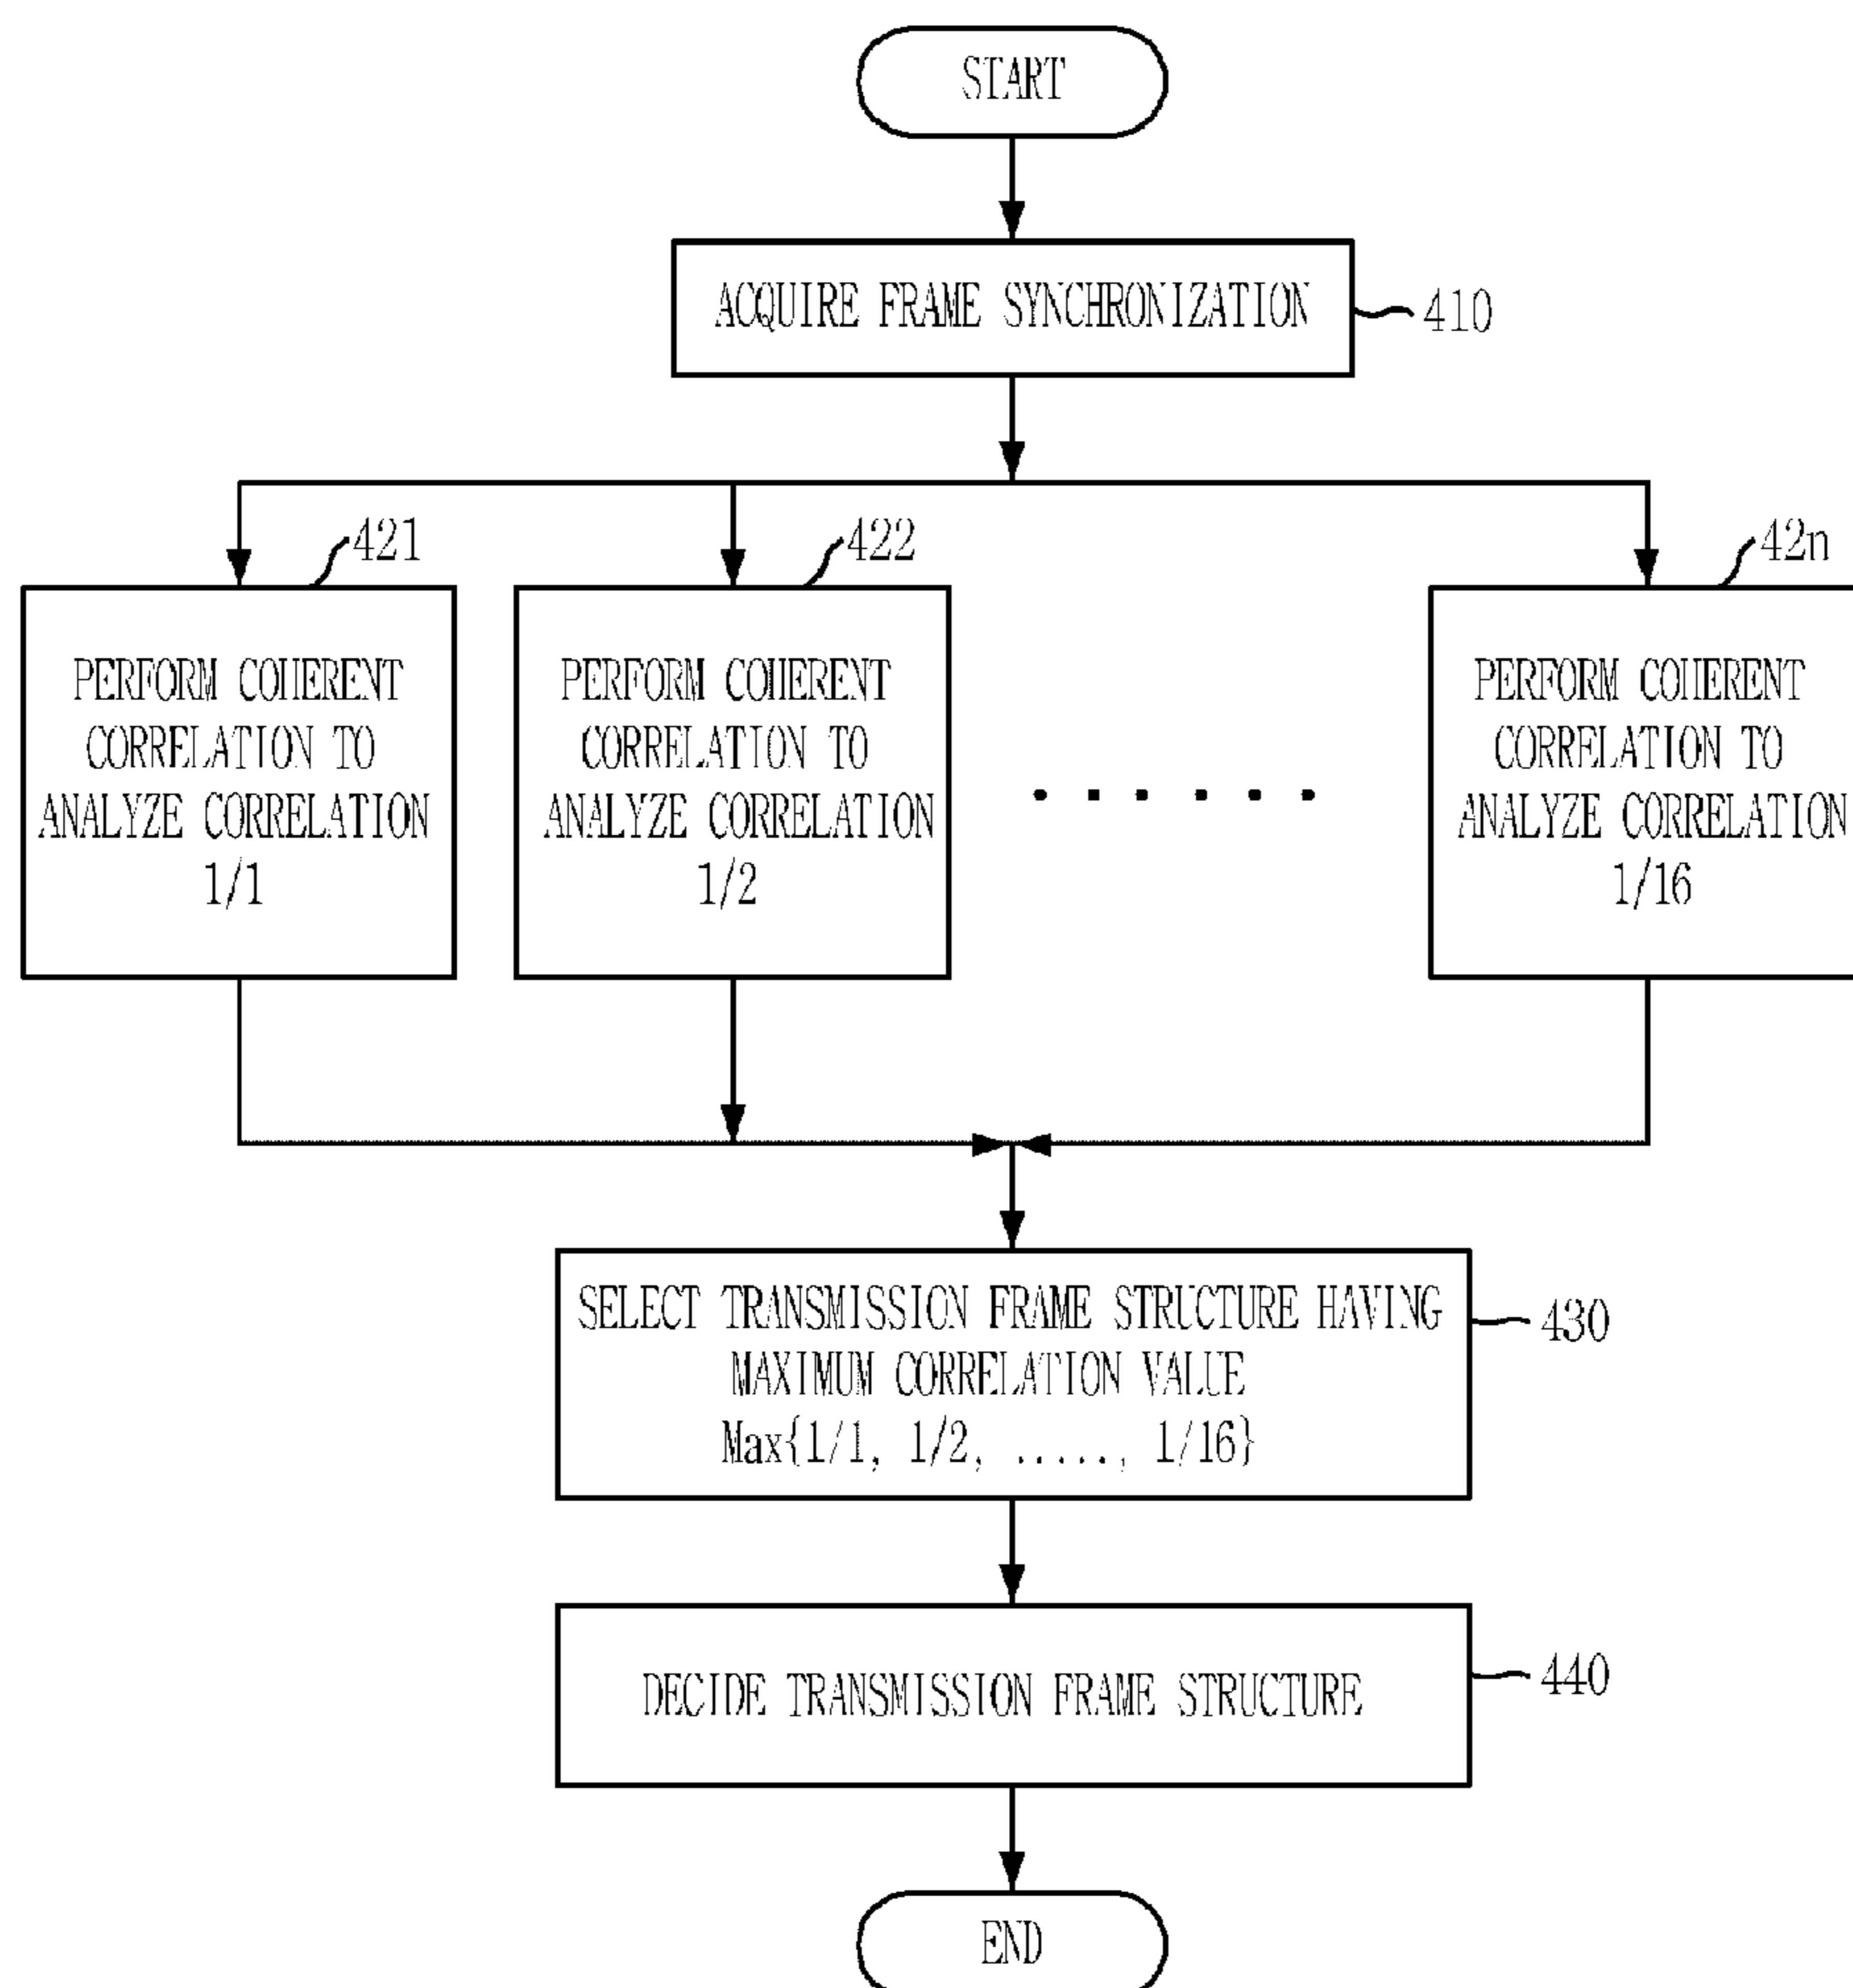 START
ACQUIRE FRAME SYNCHRONIZATION
410
421
422
42n
PERFORM COHERENT
CORRELATION TO
ANALYZE CORRELATION
1/1
PERFORM COHERENT
CORRELATION TO
ANALYZE CORRELATION
1/2
PERFORM COHERENT
CORRELATION TO
ANALYZE CORRELATION
1/16
SELECT TRANSMISSION FRAME STRUCTURE HAVING
MAXIMUM CORRELATION VALUE
Max{1/1, 1/2, ....., 1/16}
430
DECIDE TRANSMISSION FRAME STRUCTURE
440
END